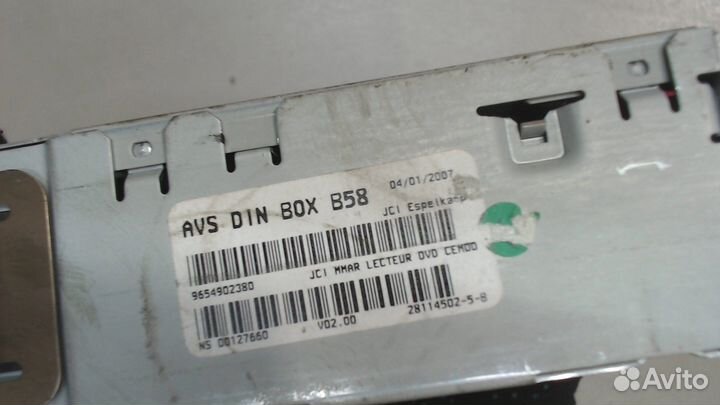 AVS DIN BOX B58
04/01/2007
JCI Espelkamp
9654902380
JCI MMAR LECTEUR DVD CEMOO
NS 00127660
V02.00
28114502-5-8
Avito